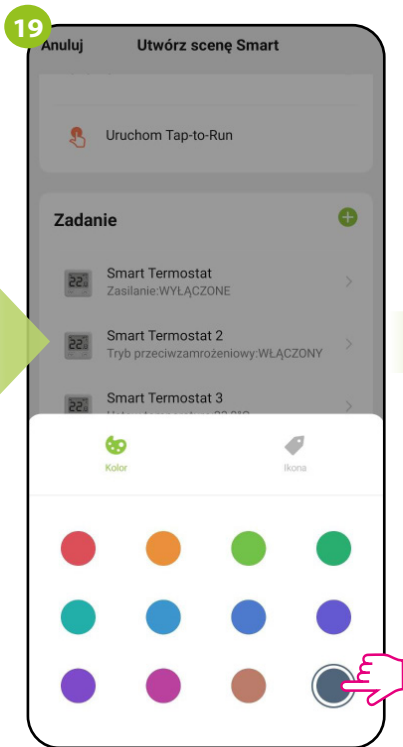 19
Anuluj Utwórz scenę Smart
Uruchom Tap-to-Run
Zadanie
Smart Termostat
Zasilanie:WYŁĄCZONE
Smart Termostat 2
Tryb przeciwzamrożeniowy:WŁĄCZONY
Smart Termostat 3
Kolor Ikona